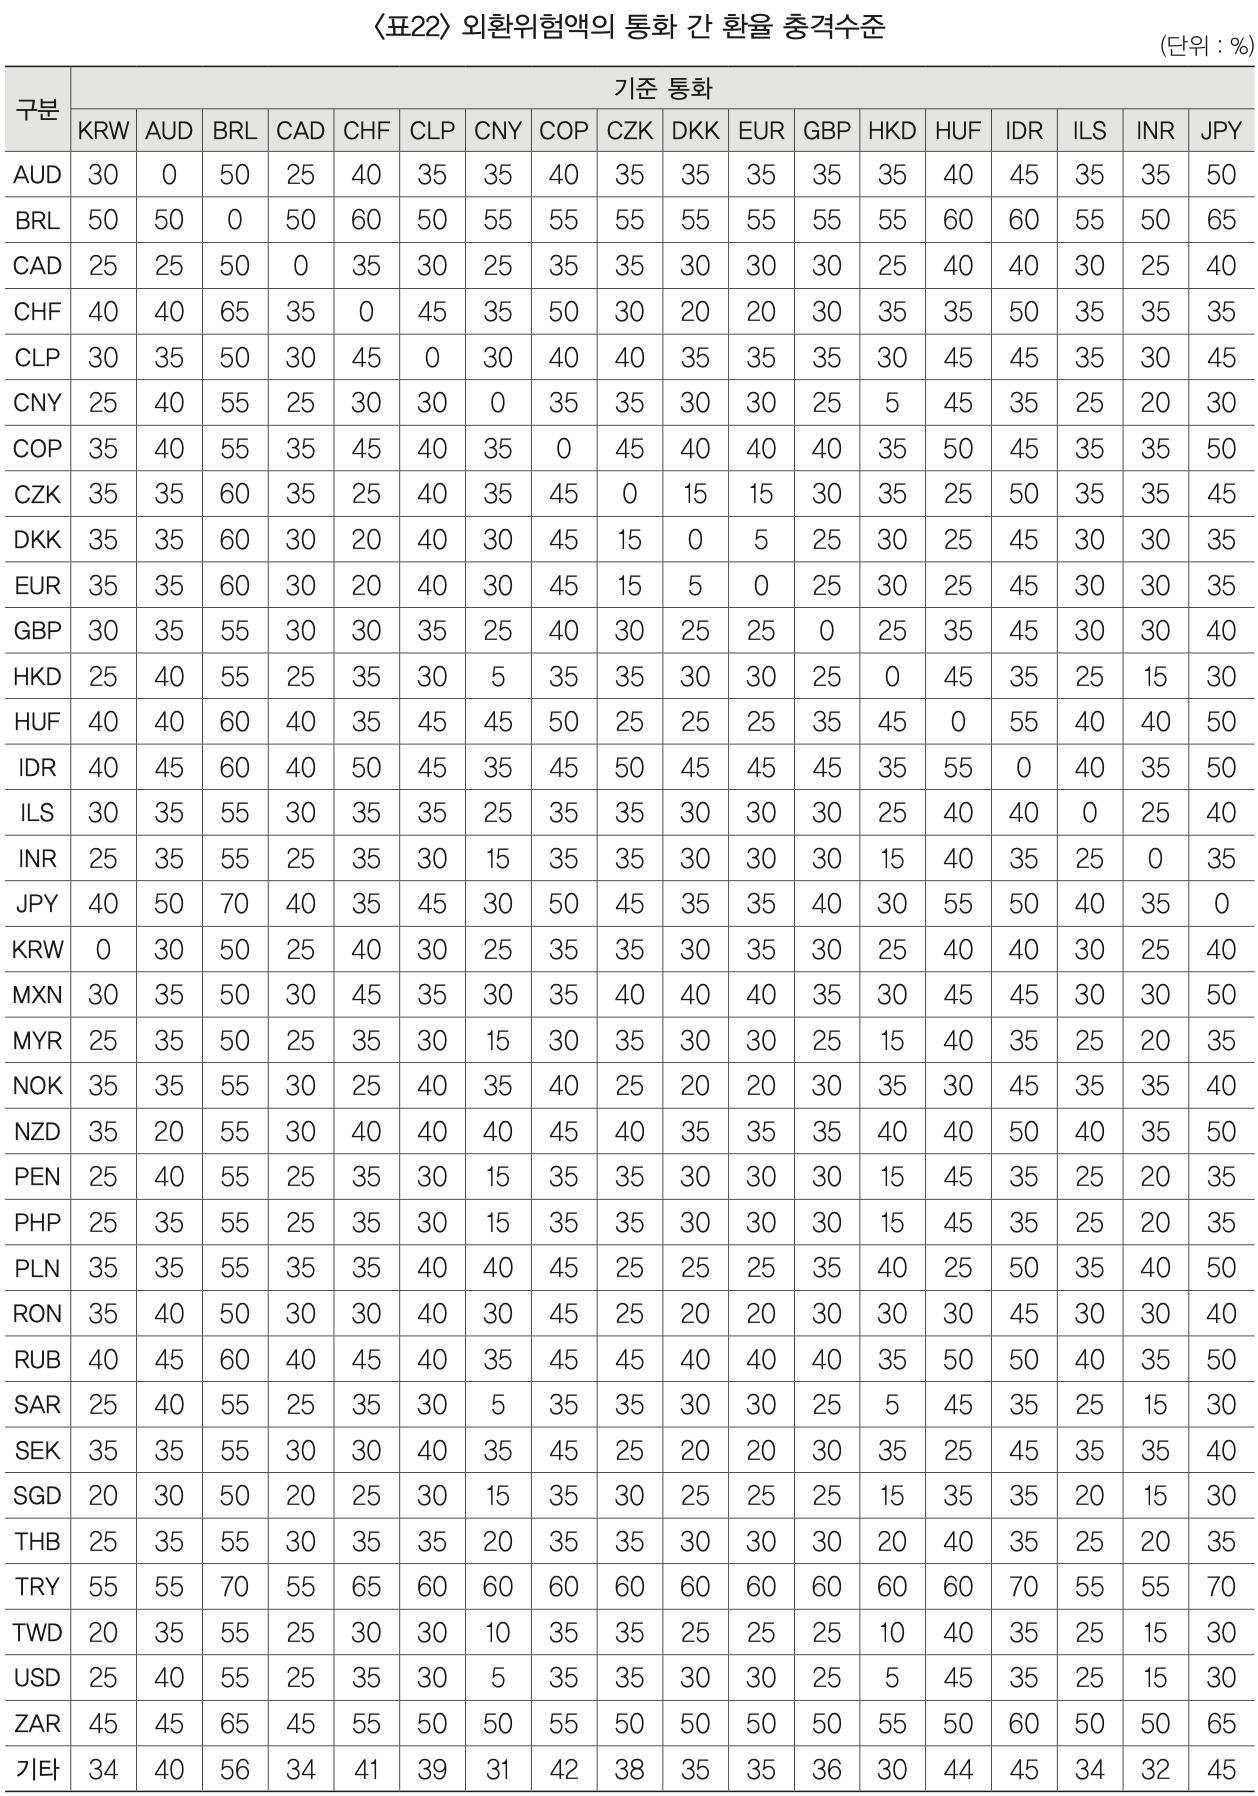 〈표22〉 외환위험액의 통화 간 환율 충격수준
(단위 : %)
구분 기준 통화
KRW AUD BRL CAD CHF CLP CNY COP CZK DKK EUR GBP HKD HUF IDR ILS INR JPY
AUD 30 0 50 25 40 35 35 40 35 35 35 35 35 40 45 35 35 50
BRL 50 50 0 50 60 50 55 55 55 55 55 55 55 60 60 55 50 65
CAD 25 25 50 0 35 30 25 35 35 30 30 30 25 40 40 30 25 40
CHF 40 40 65 35 0 45 35 50 30 20 20 30 35 35 50 35 35 35
CLP 30 35 50 30 45 0 30 40 40 35 35 35 30 45 45 35 30 45
CNY 25 40 55 25 30 30 0 35 35 30 30 25 5 45 35 25 20 30
COP 35 40 55 35 45 40 35 0 45 40 40 40 35 50 45 35 35 50
CZK 35 35 60 35 25 40 35 45 0 15 15 30 35 25 50 35 35 45
DKK 35 35 60 30 20 40 30 45 15 0 5 25 30 25 45 30 30 35
EUR 35 35 60 30 20 40 30 45 15 5 0 25 30 25 45 30 30 35
GBP 30 35 55 30 30 35 25 40 30 25 25 0 25 35 45 30 30 40
HKD 25 40 55 25 35 30 5 35 35 30 30 25 0 45 35 25 15 30
HUF 40 40 60 40 35 45 45 50 25 25 25 35 45 0 55 40 40 50
IDR 40 45 60 40 50 45 35 45 50 45 45 45 35 55 0 40 35 50
ILS 30 35 55 30 35 35 25 35 35 30 30 30 25 40 40 0 25 40
INR 25 35 55 25 35 30 15 35 35 30 30 30 15 40 35 25 0 35
JPY 40 50 70 40 35 45 30 50 45 35 35 40 30 55 50 40 35 0
KRW 0 30 50 25 40 30 25 35 35 30 35 30 25 40 40 30 25 40
MXN 30 35 50 30 45 35 30 35 40 40 40 35 30 45 45 30 30 50
MYR 25 35 50 25 35 30 15 30 35 30 30 25 15 40 35 25 20 35
NOK 35 35 55 30 25 40 35 40 25 20 20 30 35 30 45 35 35 40
NZD 35 20 55 30 40 40 40 45 40 35 35 35 40 40 50 40 35 50
PEN 25 40 55 25 35 30 15 35 35 30 30 30 15 45 35 25 20 35
PHP 25 35 55 25 35 30 15 35 35 30 30 30 15 45 35 25 20 35
PLN 35 35 55 35 35 40 40 45 25 25 25 35 40 25 50 35 40 50
RON 35 40 50 30 30 40 30 45 25 20 20 30 30 30 45 30 30 40
RUB 40 45 60 40 45 40 35 45 45 40 40 40 35 50 50 40 35 50
SAR 25 40 55 25 35 30 5 35 35 30 30 25 5 45 35 25 15 30
SEK 35 35 55 30 30 40 35 45 25 20 20 30 35 25 45 35 35 40
SGD 20 30 50 20 25 30 15 35 30 25 25 25 15 35 35 20 15 30
THB 25 35 55 30 35 35 20 35 35 30 30 30 20 40 35 25 20 35
TRY 55 55 70 55 65 60 60 60 60 60 60 60 60 60 70 55 55 70
TWD 20 35 55 25 30 30 10 35 35 25 25 25 10 40 35 25 15 30
USD 25 40 55 25 35 30 5 35 35 30 30 25 5 45 35 25 15 30
ZAR 45 45 65 45 55 50 50 55 50 50 50 50 55 50 60 50 50 65
기타 34 40 56 34 41 39 31 42 38 35 35 36 30 44 45 34 32 45